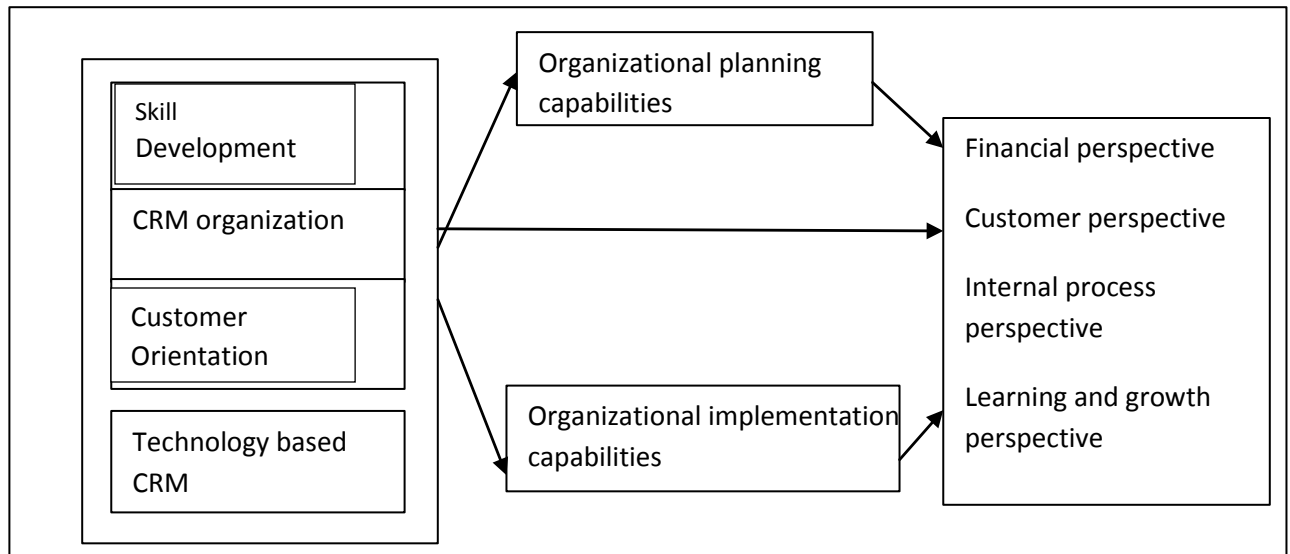 Skill
Development
CRM organization
Customer
Orientation
Technology based
CRM
Organizational planning
capabilities
Organizational implementation
capabilities
Financial perspective
Customer perspective
Internal process
perspective
Learning and growth
perspective